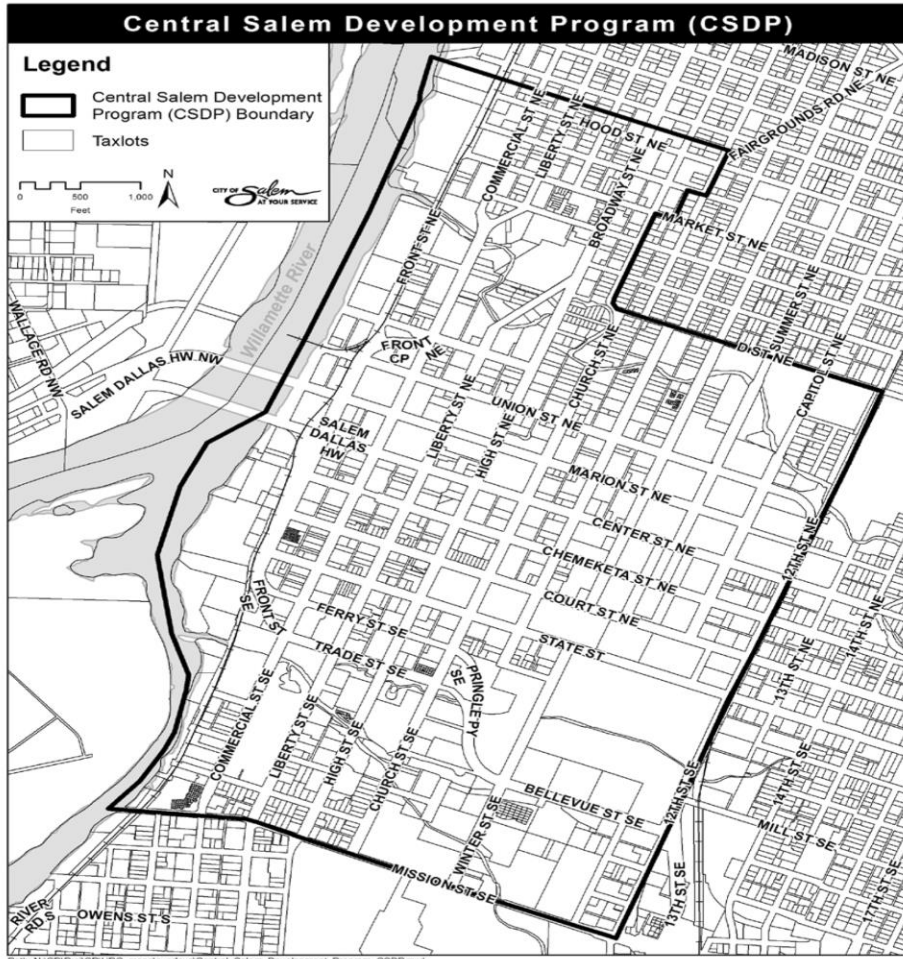 Central Salem Development Program (CSDP)
Legend
Central Salem Development
Program (CSDP) Boundary
Taxlots
N
0 500 1,000
Feet
CITY OF Salem
AT YOUR SERVICE
MADISON ST NE
FAIRGROUNDS RD NE
HOOD ST NE
COMMERCIAL ST NE
LIBERTY ST NE
BROADWAY ST NE
MARKET ST NE
FRONT ST NE
Willamette River
WALLACE RD NW
SALEM DALLAS HW NW
SUMMER ST NE
D ST NE
CAPITOL ST NE
FRONT
CP
NE
CHURCH ST NE
UNION ST NE
LIBERTY ST NE
HIGH ST NE
SALEM
DALLAS
HW
MARION ST NE
CENTER ST NE
CHEMEKETA ST NE
COURT ST NE
STATE ST
12TH ST NE
14TH ST NE
13TH ST NE
FRONT ST
SE
FERRY ST SE
TRADE ST SE
PRINGLE PY
SE
COMMERCIAL ST SE
LIBERTY ST SE
HIGH ST SE
CHURCH ST SE
WINTER ST SE
BELLEVUE ST SE
12TH ST SE
14TH ST SE
MILL ST SE
MISSION ST SE
13TH ST SE
17TH ST SE
RIVER
RD S
OWENS ST S